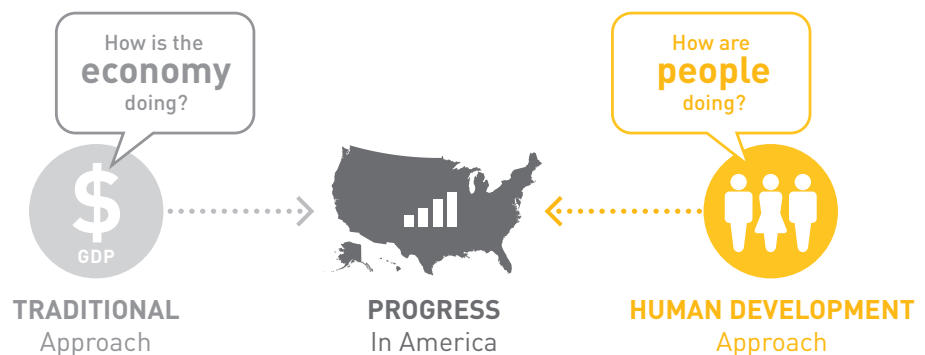 How is the
economy
doing?
How are
people
doing?
$
GDP
TRADITIONAL
Approach
PROGRESS
In America
HUMAN DEVELOPMENT
Approach